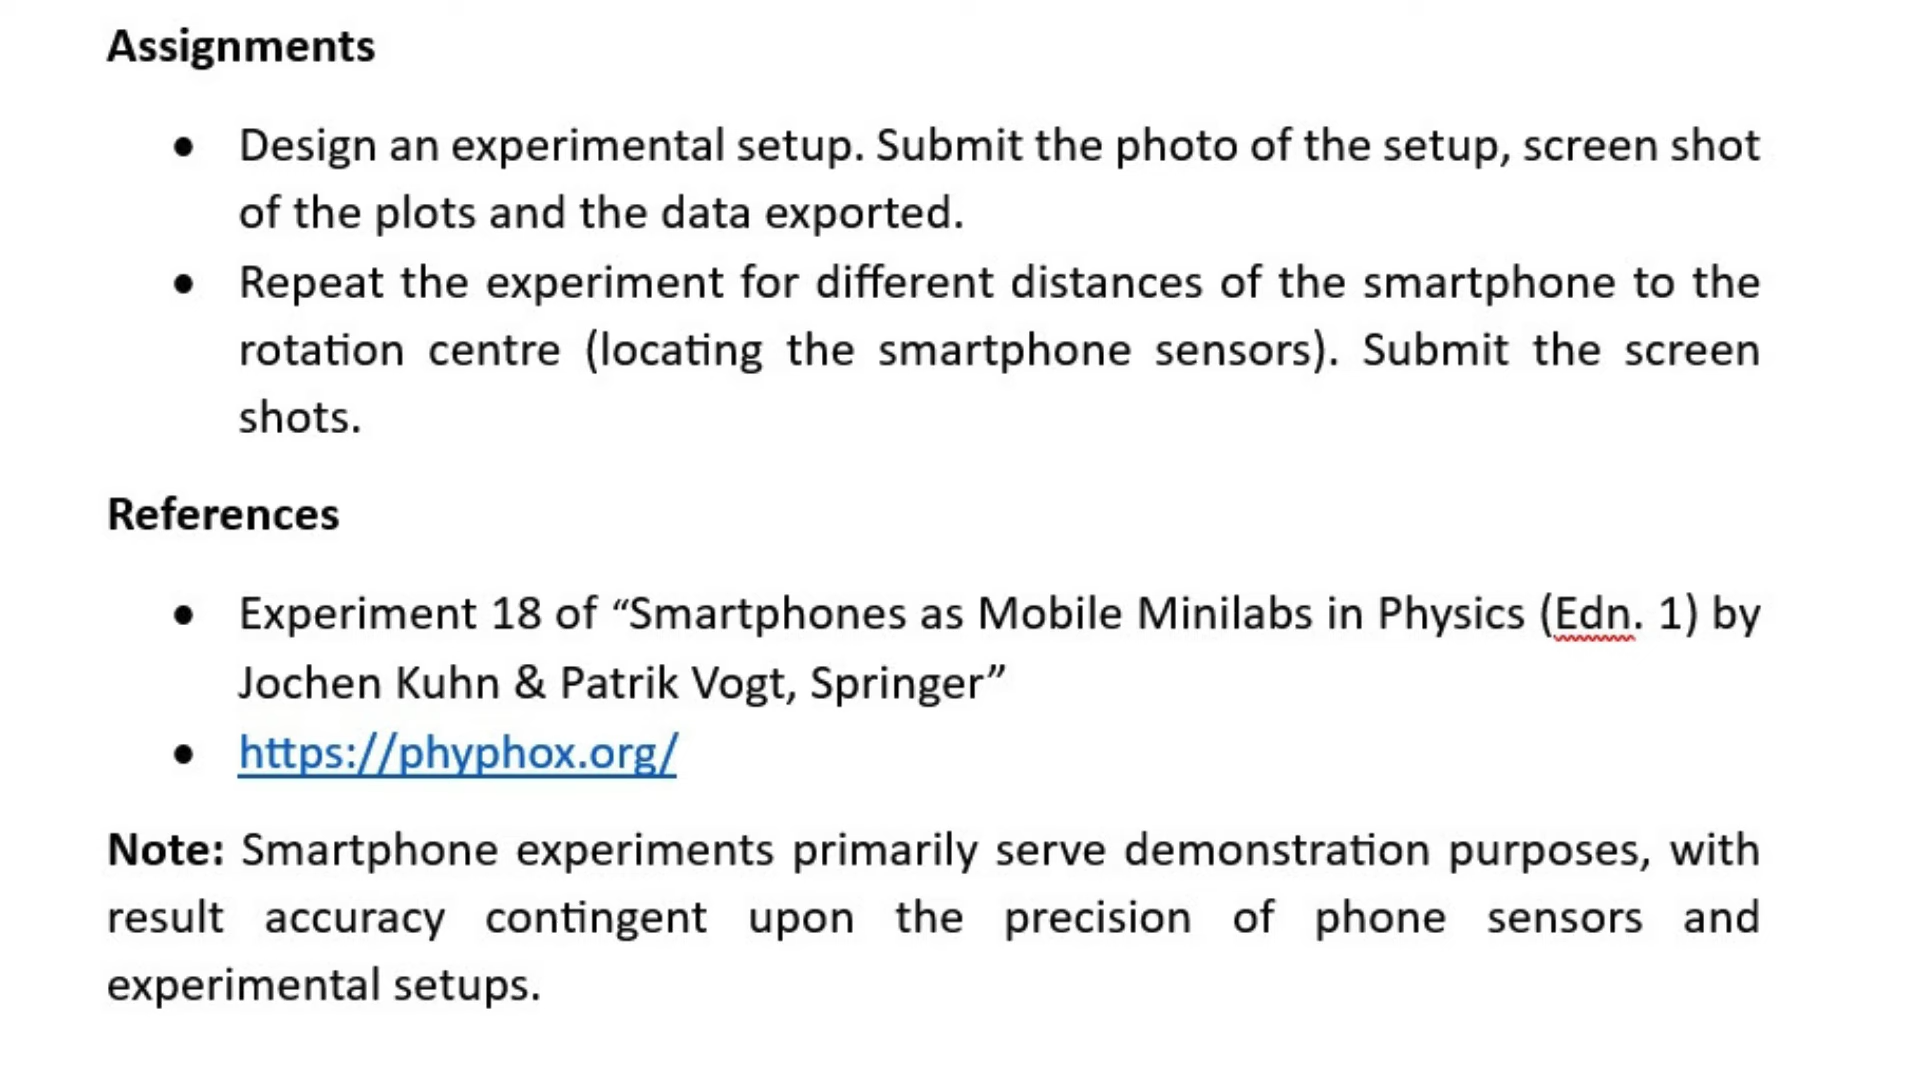 Assignments
• Design an experimental setup. Submit the photo of the setup, screen shot
of the plots and the data exported.
• Repeat the experiment for different distances of the smartphone to the
rotation centre (locating the smartphone sensors). Submit the screen
shots.
References
• Experiment 18 of “Smartphones as Mobile Minilabs in Physics (Edn. 1) by
Jochen Kuhn & Patrik Vogt, Springer”
• https://phyphox.org/
Note: Smartphone experiments primarily serve demonstration purposes, with
result accuracy contingent upon the precision of phone sensors and
experimental setups.